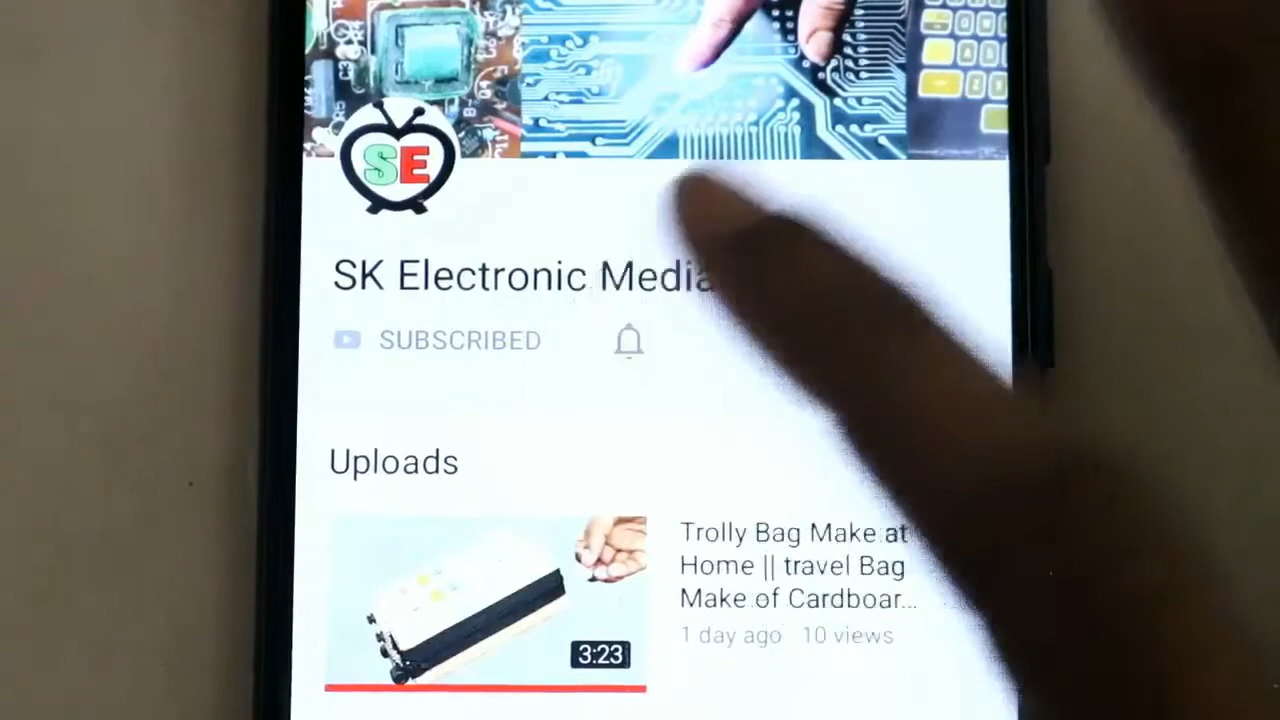 SE
SK Electronic Media
SUBSCRIBED
Uploads
Trolly Bag Make at
Home || travel Bag
Make of Cardboar...
3:23
1 day ago 10 views